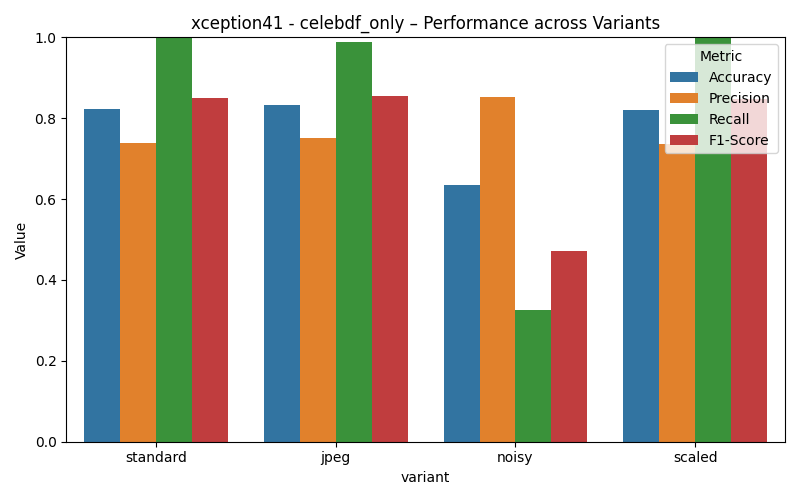 xception41 - celebdf_only – Performance across Variants
Value
1.0
0.8
0.6
0.4
0.2
0.0
Metric
Accuracy
Precision
Recall
F1-Score
standard jpeg noisy scaled
variant